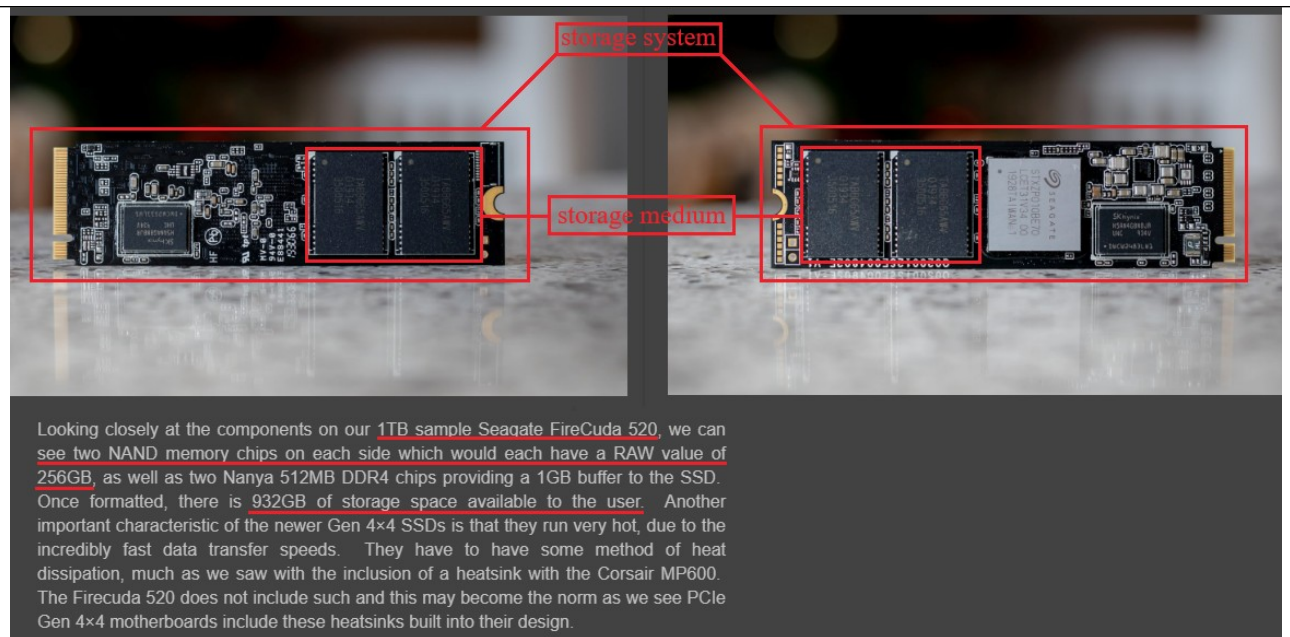 storage system
storage medium
SEAGATE
SKhynix
SKhynix
HF
94V-0
E88441
Looking closely at the components on our 1TB sample Seagate FireCuda 520, we can
see two NAND memory chips on each side which would each have a RAW value of
256GB, as well as two Nanya 512MB DDR4 chips providing a 1GB buffer to the SSD.
Once formatted, there is 932GB of storage space available to the user.  Another
important characteristic of the newer Gen 4×4 SSDs is that they run very hot, due to the
incredibly fast data transfer speeds.  They have to have some method of heat
dissipation, much as we saw with the inclusion of a heatsink with the Corsair MP600.
The Firecuda 520 does not include such and this may become the norm as we see PCIe
Gen 4×4 motherboards include these heatsinks built into their design.